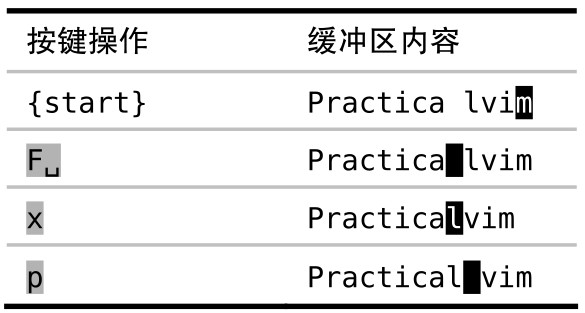 按键操作 缓冲区内容
{start} Practica lvim
F␣ Practica lvim
x Practicalvim
p Practical vim